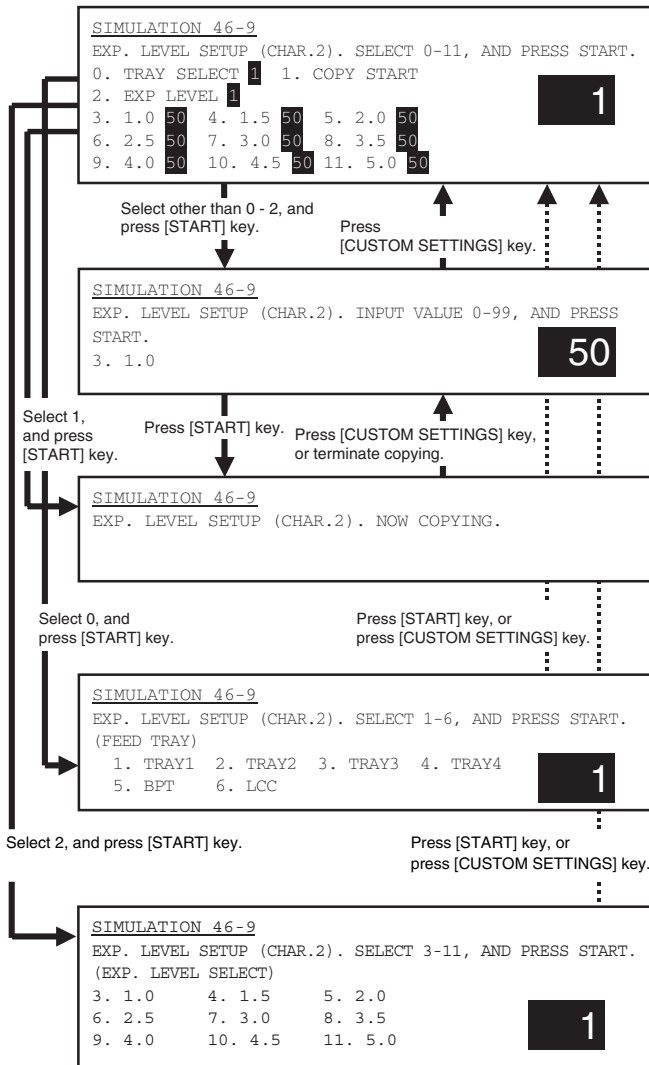 SIMULATION 46-9
EXP. LEVEL SETUP (CHAR.2). SELECT 0-11, AND PRESS START.
0. TRAY SELECT 1 1. COPY START
2. EXP LEVEL 1
1
3. 1.0 50 4. 1.5 50 5. 2.0 50
6. 2.5 50 7. 3.0 50 8. 3.5 50
9. 4.0 50 10. 4.5 50 11. 5.0 50
Select other than 0 - 2, and
press [START] key.
Press
[CUSTOM SETTINGS] key.
SIMULATION 46-9
EXP. LEVEL SETUP (CHAR.2). INPUT VALUE 0-99, AND PRESS
START.
3. 1.0
50
Select 1,
and press
[START] key.
Press [START] key.
Press [CUSTOM SETTINGS] key,
or terminate copying.
SIMULATION 46-9
EXP. LEVEL SETUP (CHAR.2). NOW COPYING.
Select 0, and
press [START] key.
Press [START] key, or
press [CUSTOM SETTINGS] key.
SIMULATION 46-9
EXP. LEVEL SETUP (CHAR.2). SELECT 1-6, AND PRESS START.
(FEED TRAY)
1. TRAY1 2. TRAY2 3. TRAY3 4. TRAY4
5. BPT 6. LCC
1
Select 2, and press [START] key.
Press [START] key, or
press [CUSTOM SETTINGS] key.
SIMULATION 46-9
EXP. LEVEL SETUP (CHAR.2). SELECT 3-11, AND PRESS START.
(EXP. LEVEL SELECT)
3. 1.0 4. 1.5 5. 2.0
6. 2.5 7. 3.0 8. 3.5
9. 4.0 10. 4.5 11. 5.0
1